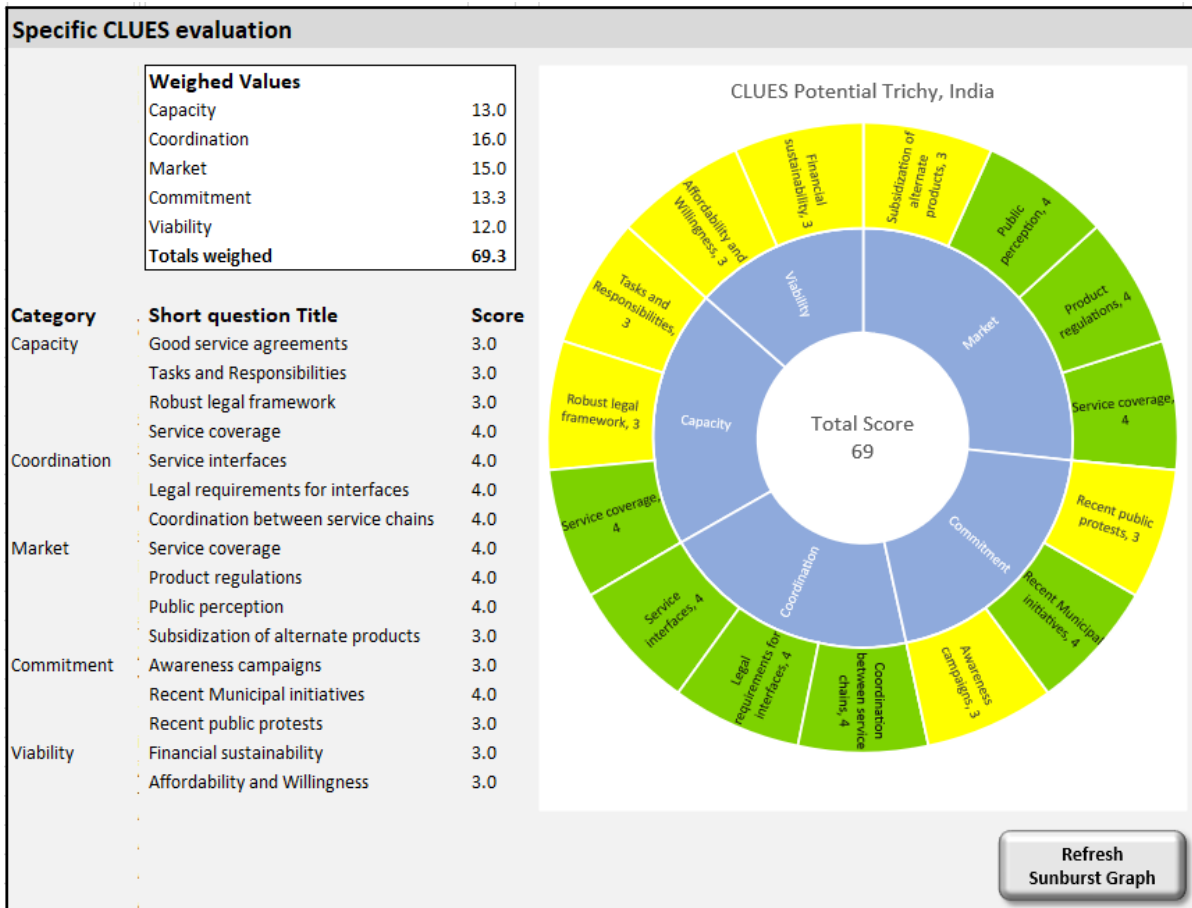 Specific CLUES evaluation
Weighed Values
Capacity 13.0
Coordination 16.0
Market 15.0
Commitment 13.3
Viability 12.0
Totals weighed 69.3
Category Short question Title Score
Capacity Good service agreements 3.0
Tasks and Responsibilities 3.0
Robust legal framework 3.0
Service coverage 4.0
Coordination Service interfaces 4.0
Legal requirements for interfaces 4.0
Coordination between service chains 4.0
Market Service coverage 4.0
Product regulations 4.0
Public perception 4.0
Subsidization of alternate products 3.0
Commitment Awareness campaigns 3.0
Recent Municipal initiatives 4.0
Recent public protests 3.0
Viability Financial sustainability 3.0
Affordability and Willingness 3.0
CLUES Potential Trichy, India
Subsidization of
alternate
products, 3
Public
perception, 4
Product
regulations, 4
Service coverage,
4
Recent public
protests, 3
Recent Municipal
initiatives, 4
Awareness
campaigns, 3
Coordination
between service
chains, 4
Legal
requirements for
interfaces, 4
Service
interfaces, 4
Service coverage,
4
Robust legal
framework, 3
Tasks and
Responsibilities,
3
Affordability and
Willingness, 3
Financial
sustainability, 3
Market
Commitment
Coordination
Capacity
Viability
Total Score
69
Refresh
Sunburst Graph